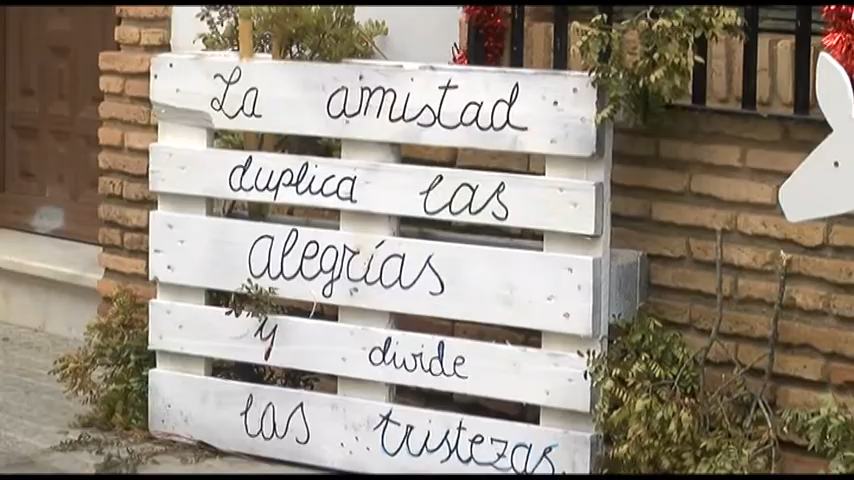 La amistad
duplica las
Alegrías
y divide
las tristezas.